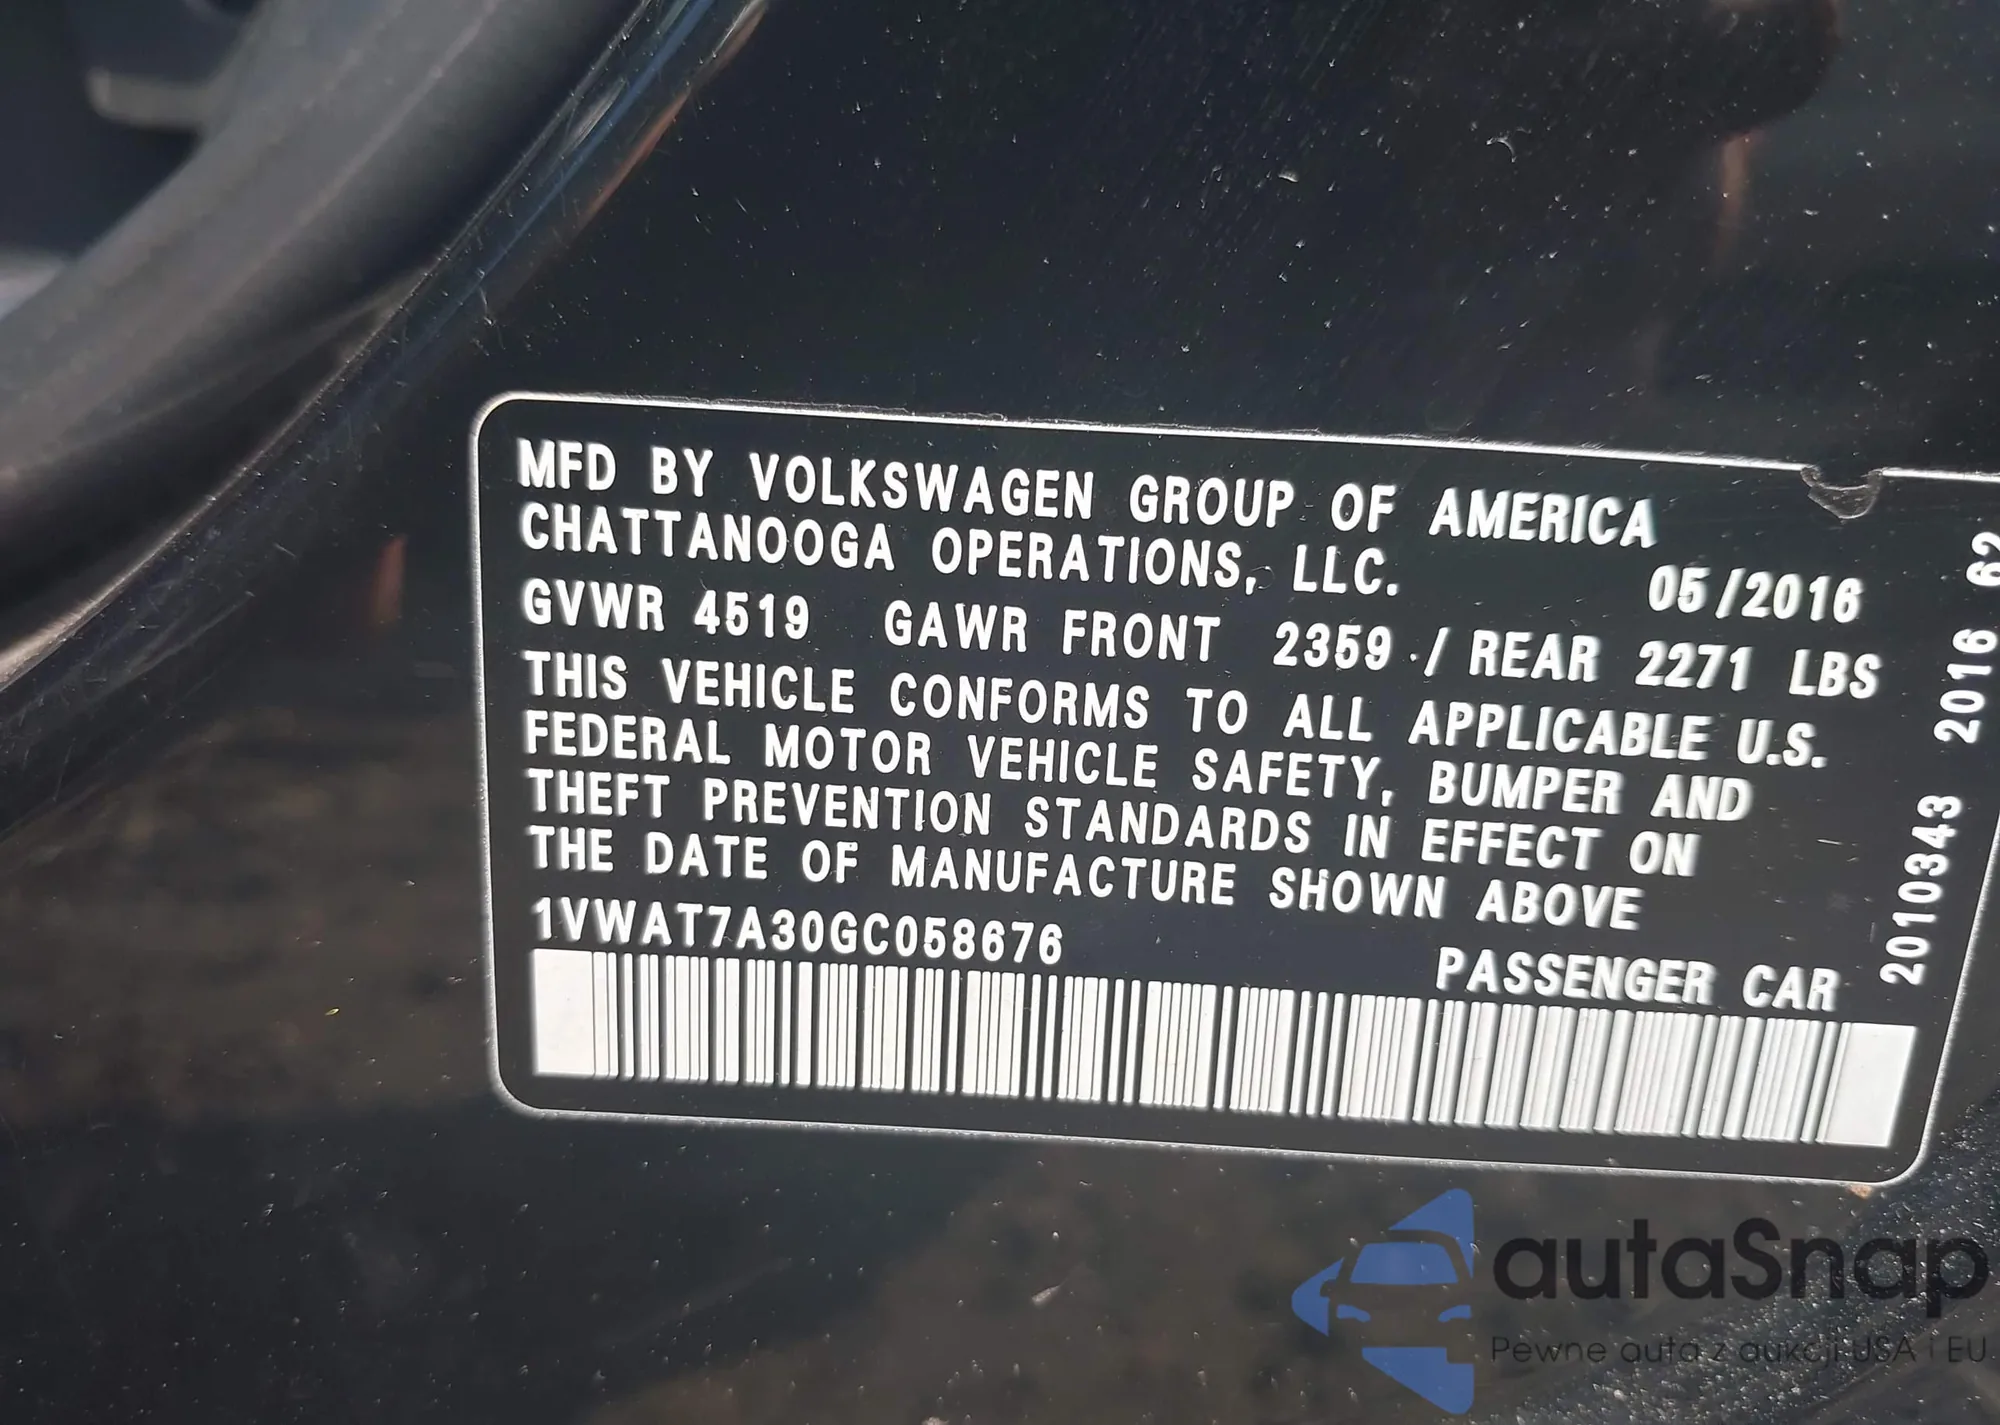 MFD BY VOLKSWAGEN GROUP OF AMERICA
CHATTANOOGA OPERATIONS, LLC.
05/2016
GVWR 4519 GAWR FRONT 2359 / REAR 2271 LBS
THIS VEHICLE CONFORMS TO ALL APPLICABLE U.S.
FEDERAL MOTOR VEHICLE SAFETY, BUMPER AND
THEFT PREVENTION STANDARDS IN EFFECT ON
THE DATE OF MANUFACTURE SHOWN ABOVE
1VWAT7A30GC058676
PASSENGER CAR
2010343 2016 62
autaSnap
Pewne auta z aukcji USA i EU